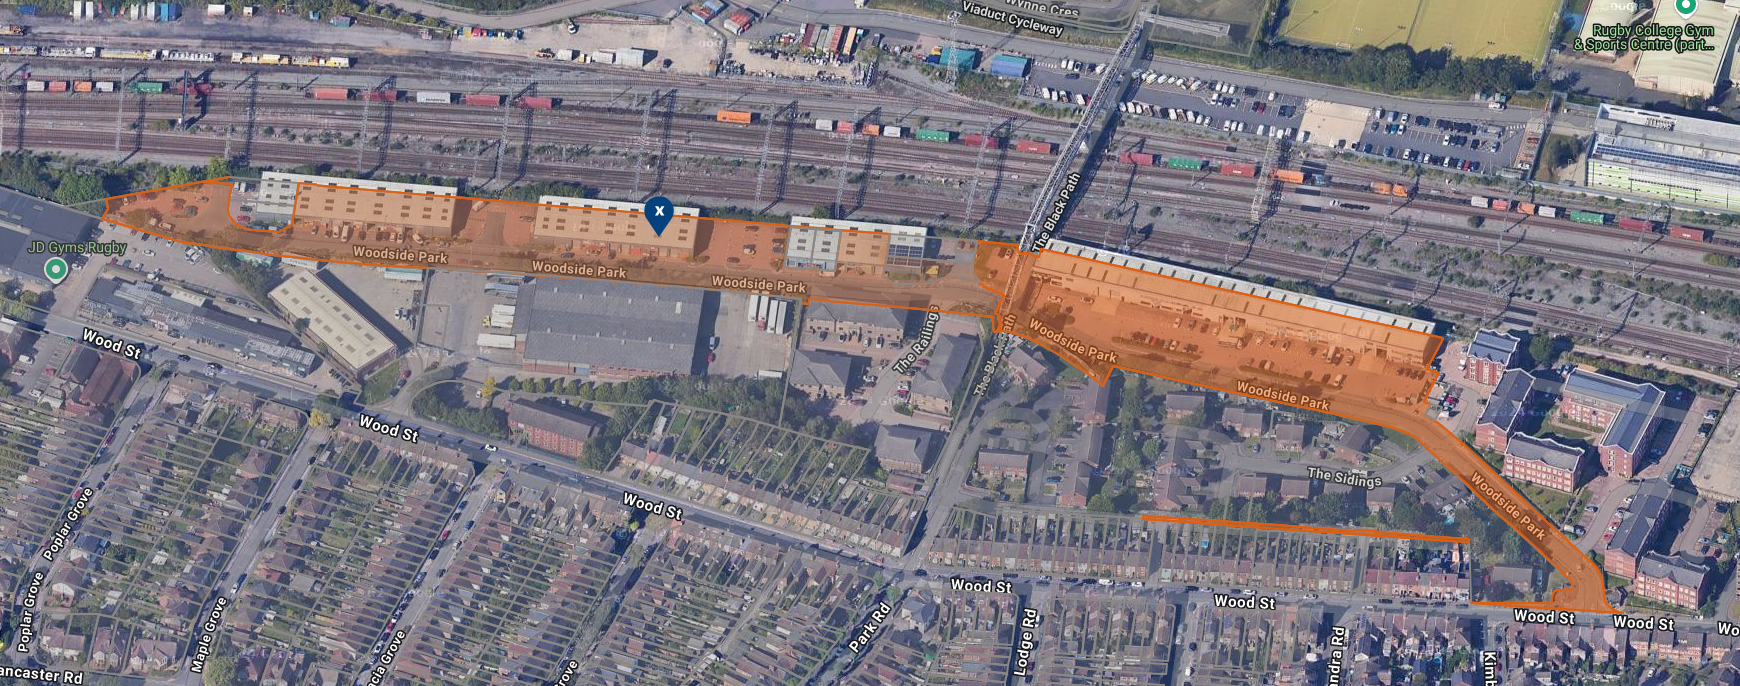 Wynne Cres
Viaduct Cycleway
Rugby College Gym
& Sports Centre (part...
The Black Path
JD Gyms Rugby
x
Woodside Park
Woodside Park
Woodside Park
Woodside Park
Woodside Park
Woodside Park
The Railings
The Black Path
Wood St
Wood St
Wood St
Wood St
Wood St
Wood St
Wood St
The Sidings
Poplar Grove
Poplar Grove
Maple Grove
Grove
Park Rd
Lodge Rd
ancaster Rd